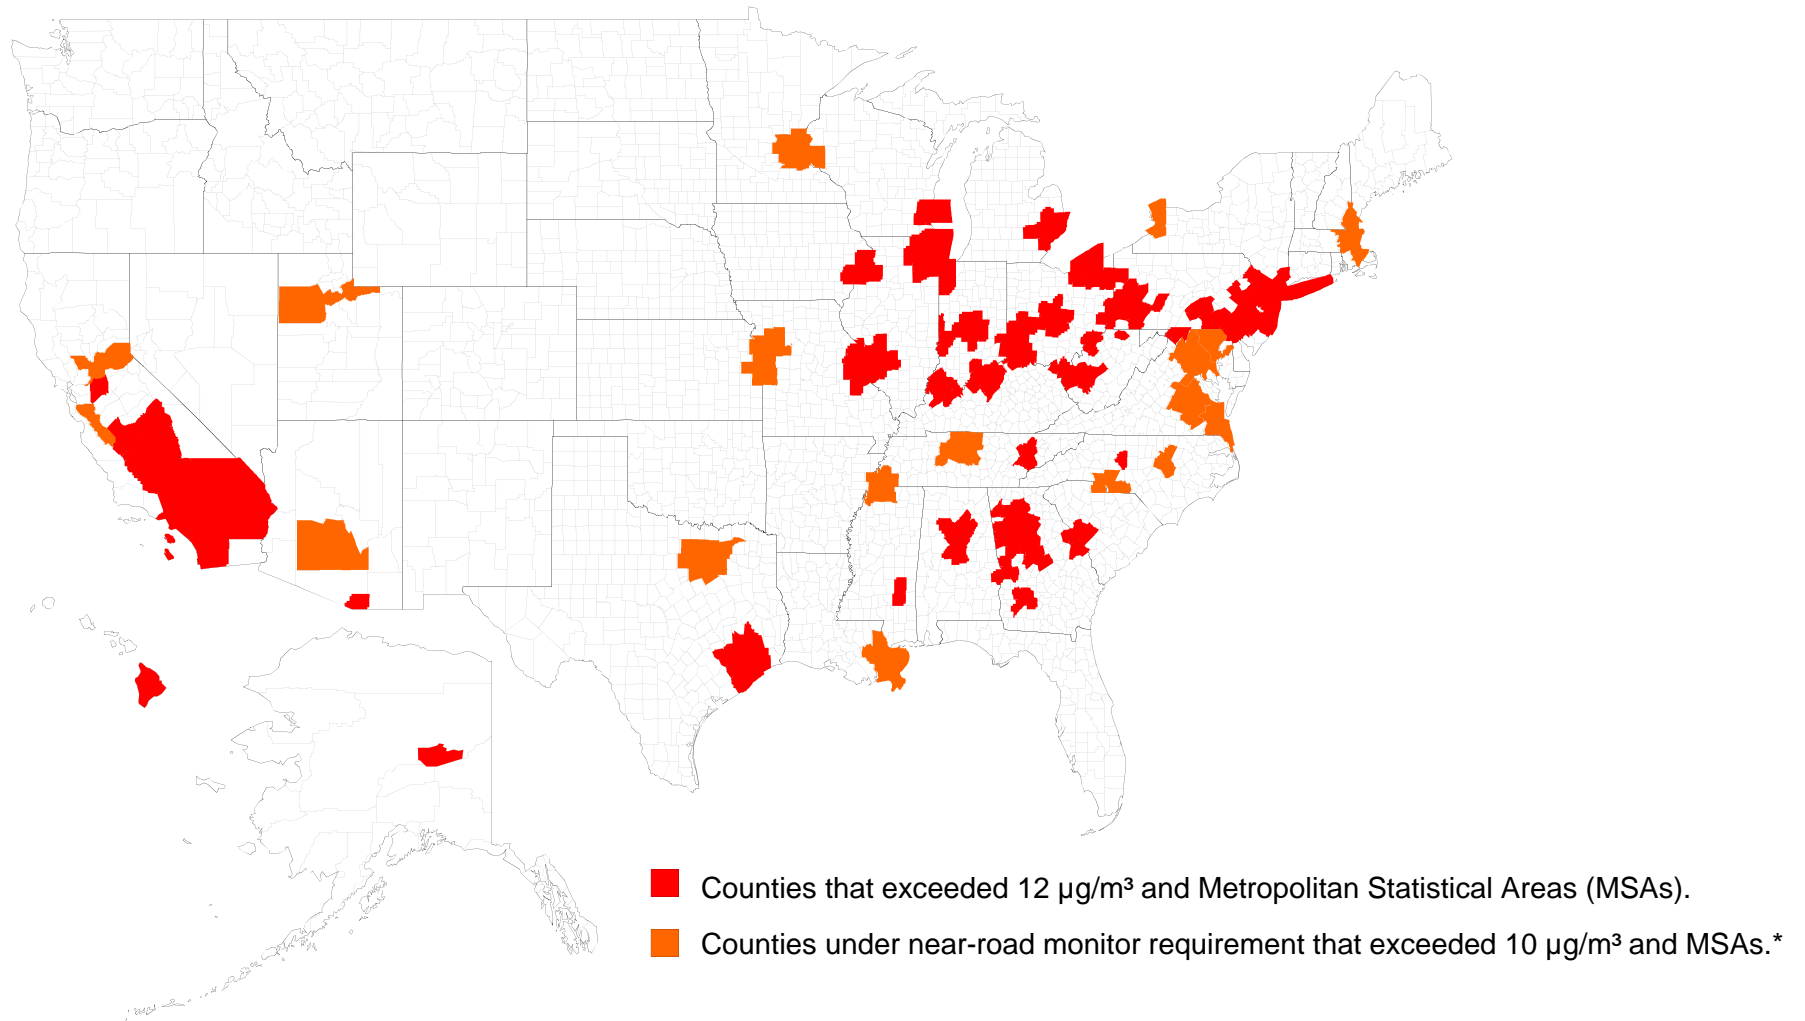 Counties that exceeded 12 µg/m³ and Metropolitan Statistical Areas (MSAs).
Counties under near-road monitor requirement that exceeded 10 µg/m³ and MSAs.*